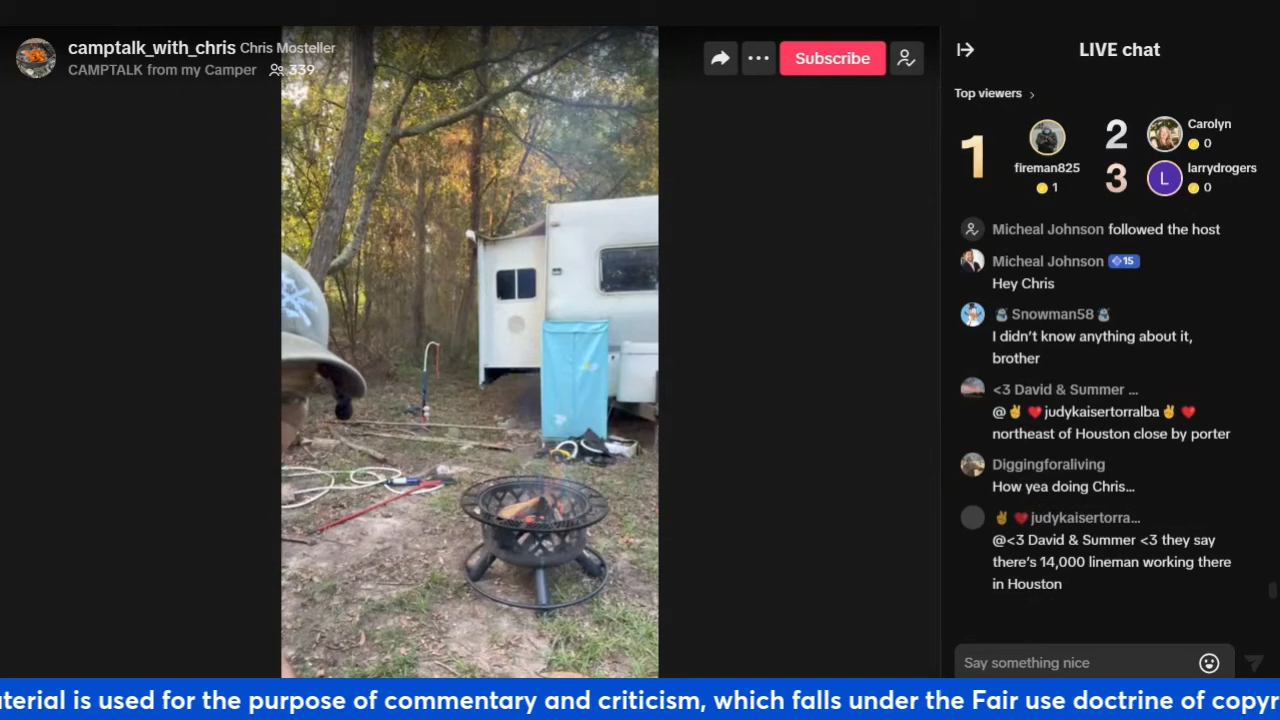 camptalk_with_chris Chris Mosteller
CAMPTALK from my Camper 339
Subscribe
LIVE chat
Top viewers
1
fireman825
1
2
Carolyn
0
3
L
larrydrogers
0
Micheal Johnson followed the host
Micheal Johnson 15
Hey Chris
⛄Snowman58⛄
I didn’t know anything about it,
brother
<3 David & Summer ...
@✌❤judykaisertorralba✌❤
northeast of Houston close by porter
Diggingforaliving
How yea doing Chris...
✌❤judykaisertorra...
@<3 David & Summer <3 they say
there’s 14,000 lineman working there
in Houston
Say something nice
aterial is used for the purpose of commentary and criticism, which falls under the Fair use doctrine of copyr